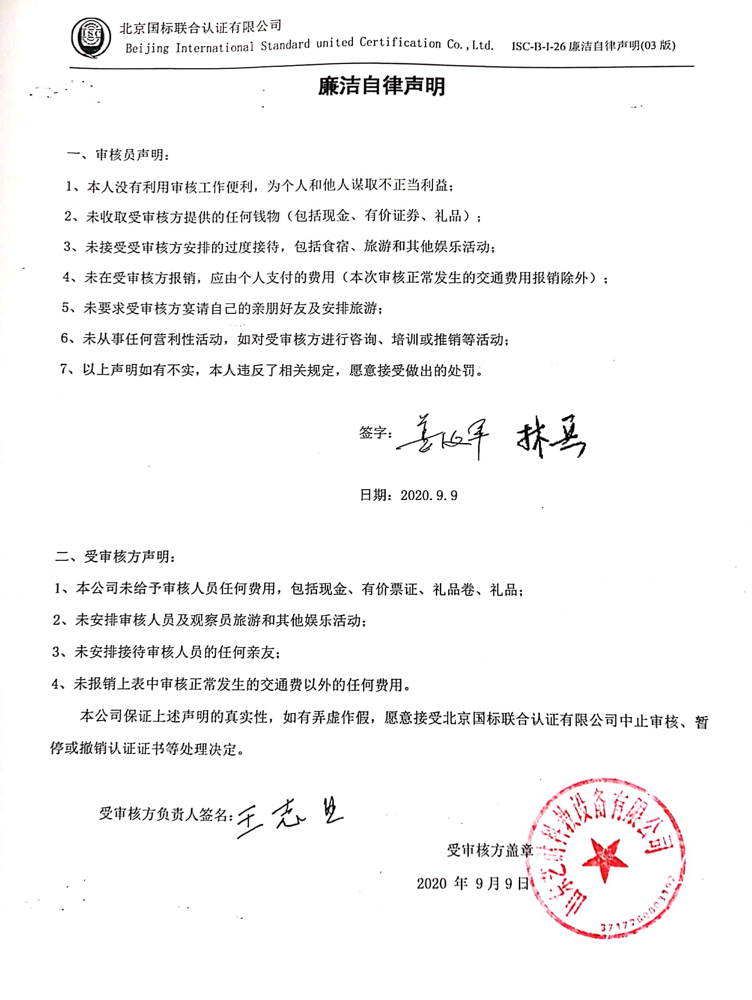 ISC
北京国标联合认证有限公司
Beijing International Standard united Certification Co.,Ltd. ISC-B-I-26 廉洁自律声明(03 版)
廉洁自律声明
一、审核员声明：
1、本人没有利用审核工作便利，为个人和他人谋取不正当利益；
2、未收取受审核方提供的任何钱物（包括现金、有价证券、礼品）；
3、未接受受审核方安排的过度接待，包括食宿、旅游和其他娱乐活动；
4、未在受审核方报销，应由个人支付的费用（本次审核正常发生的交通费用报销除外）；
5、未要求受审核方宴请自己的亲朋好友及安排旅游；
6、未从事任何营利性活动，如对受审核方进行咨询、培训或推销等活动；
7、以上声明如有不实，本人违反了相关规定，愿意接受做出的处罚。
签字：
日期：2020.9.9
二、受审核方声明：
1、本公司未给予审核人员任何费用，包括现金、有价票证、礼品卷、礼品；
2、未安排审核人员及观察员旅游和其他娱乐活动；
3、未安排接待审核人员的任何亲友；
4、未报销上表中审核正常发生的交通费以外的任何费用。
本公司保证上述声明的真实性，如有弄虚作假，愿意接受北京国标联合认证有限公司中止审核、暂
停或撤销认证证书等处理决定。
受审核方负责人签名：王志
受审核方盖章
2020 年 9 月 9 日
山东艺 科教设备有限公司